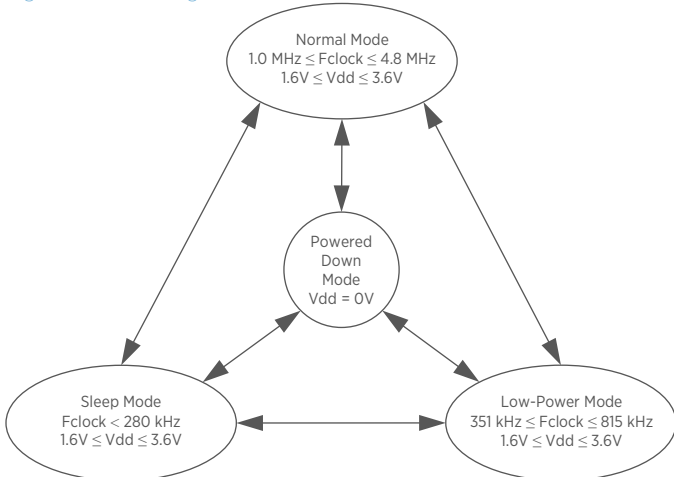 Normal Mode
1.0 MHz ≤ Fclock ≤ 4.8 MHz
1.6V ≤ Vdd ≤ 3.6V
Powered
Down
Mode
Vdd = 0V
Sleep Mode
Fclock < 280 kHz
1.6V ≤ Vdd ≤ 3.6V
Low-Power Mode
351 kHz ≤ Fclock ≤ 815 kHz
1.6V ≤ Vdd ≤ 3.6V